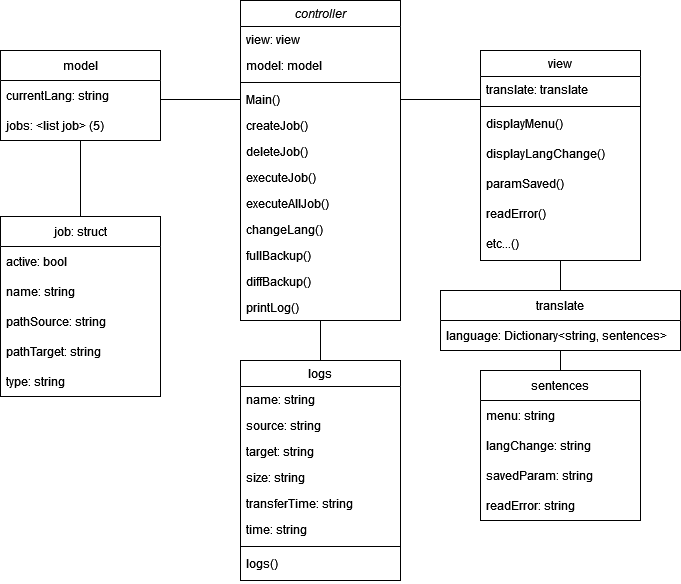 controller
view: view
model: model
Main()
createJob()
deleteJob()
executeJob()
executeAllJob()
changeLang()
fullBackup()
diffBackup()
printLog()
model
currentLang: string
jobs: <list job> (5)
job: struct
active: bool
name: string
pathSource: string
pathTarget: string
type: string
logs
name: string
source: string
target: string
size: string
transferTime: string
time: string
logs()
view
translate: translate
displayMenu()
displayLangChange()
paramSaved()
readError()
etc...()
translate
language: Dictionary<string, sentences>
sentences
menu: string
langChange: string
savedParam: string
readError: string